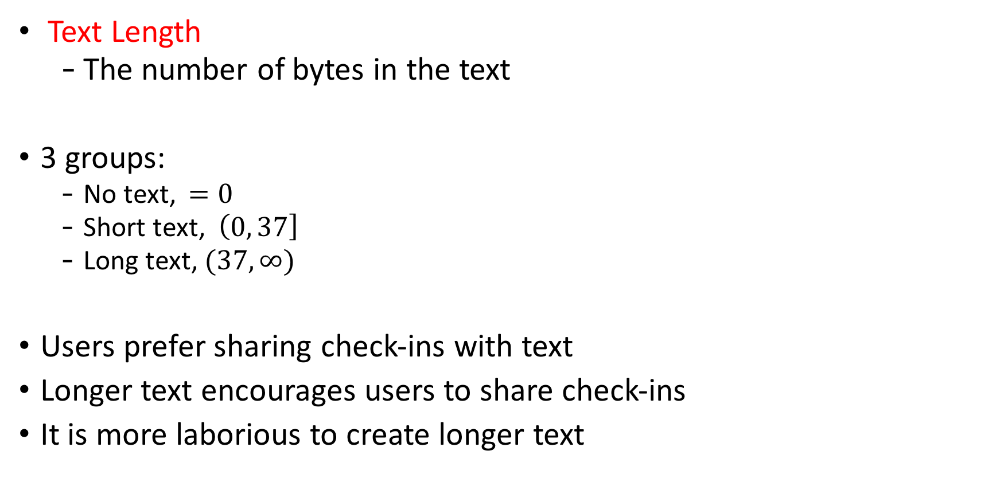 • Text Length
– The number of bytes in the text
• 3 groups:
– No text, = 0
– Short text, (0, 37]
– Long text, (37, ∞)
• Users prefer sharing check-ins with text
• Longer text encourages users to share check-ins
• It is more laborious to create longer text